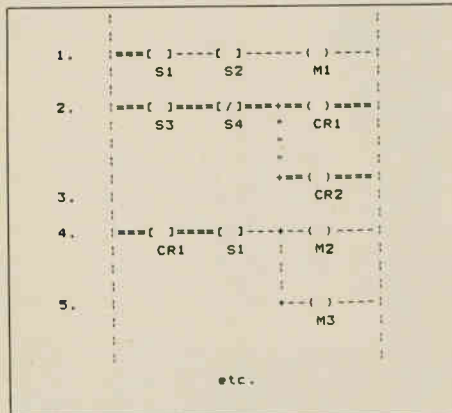 1. ===[ ]----[ ]------( )-----
S1 S2 M1
2. ===[ ]====[/]===+==( )=====
S3 S4 CR1
3. +==( )=====
CR2
4. ===[ ]====[ ]---+--( )-----
CR1 S1 M2
5. +--( )-----
M3
etc.